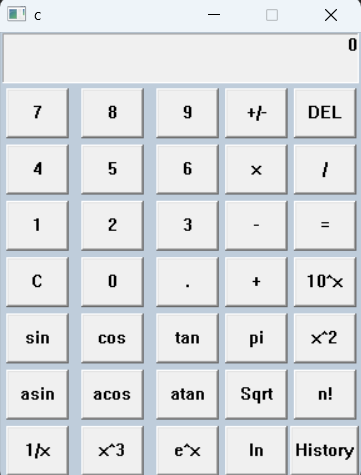 c
0
7 8 9 +/- DEL
4 5 6 × /
1 2 3 - =
C 0 . + 10^x
sin cos tan pi x^2
asin acos atan Sqrt n!
1/x x^3 e^x ln History